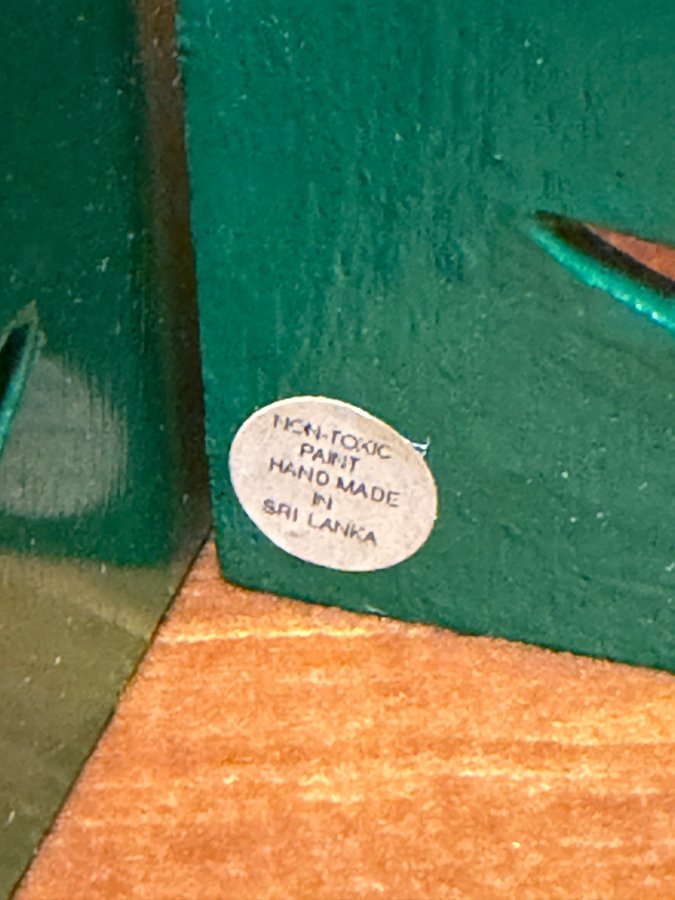 NON-TOXIC
PAINT
HAND MADE
IN
SRI LANKA